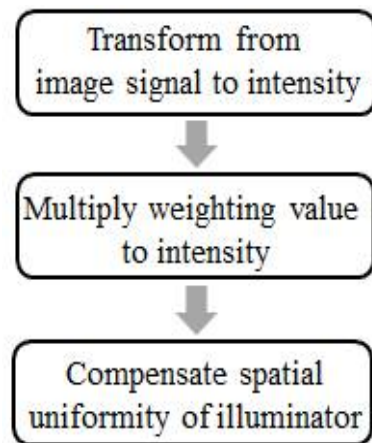 Transform from
image signal to intensity
Multiply weighting value
to intensity
Compensate spatial
uniformity of illuminator